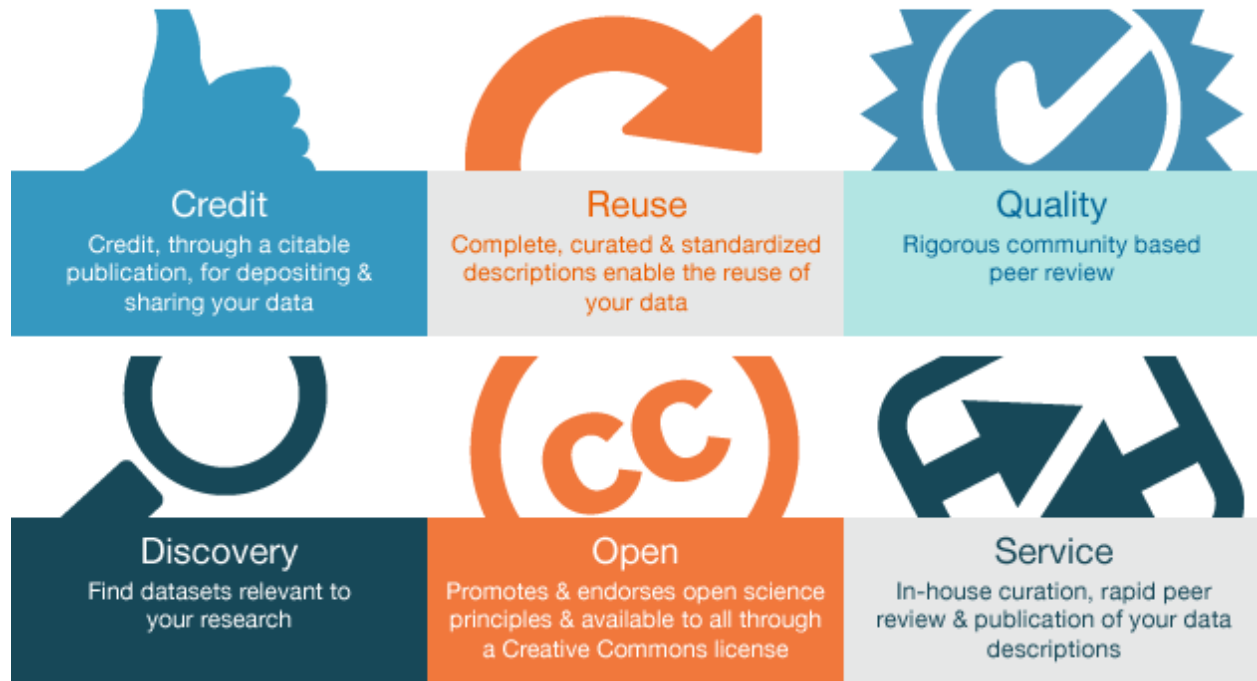 Credit
Credit, through a citable
publication, for depositing &
sharing your data
Reuse
Complete, curated & standardized
descriptions enable the reuse of
your data
Quality
Rigorous community based
peer review
cc
Discovery
Find datasets relevant to
your research
Open
Promotes & endorses open science
principles & available to all through
a Creative Commons license
Service
In-house curation, rapid peer
review & publication of your data
descriptions